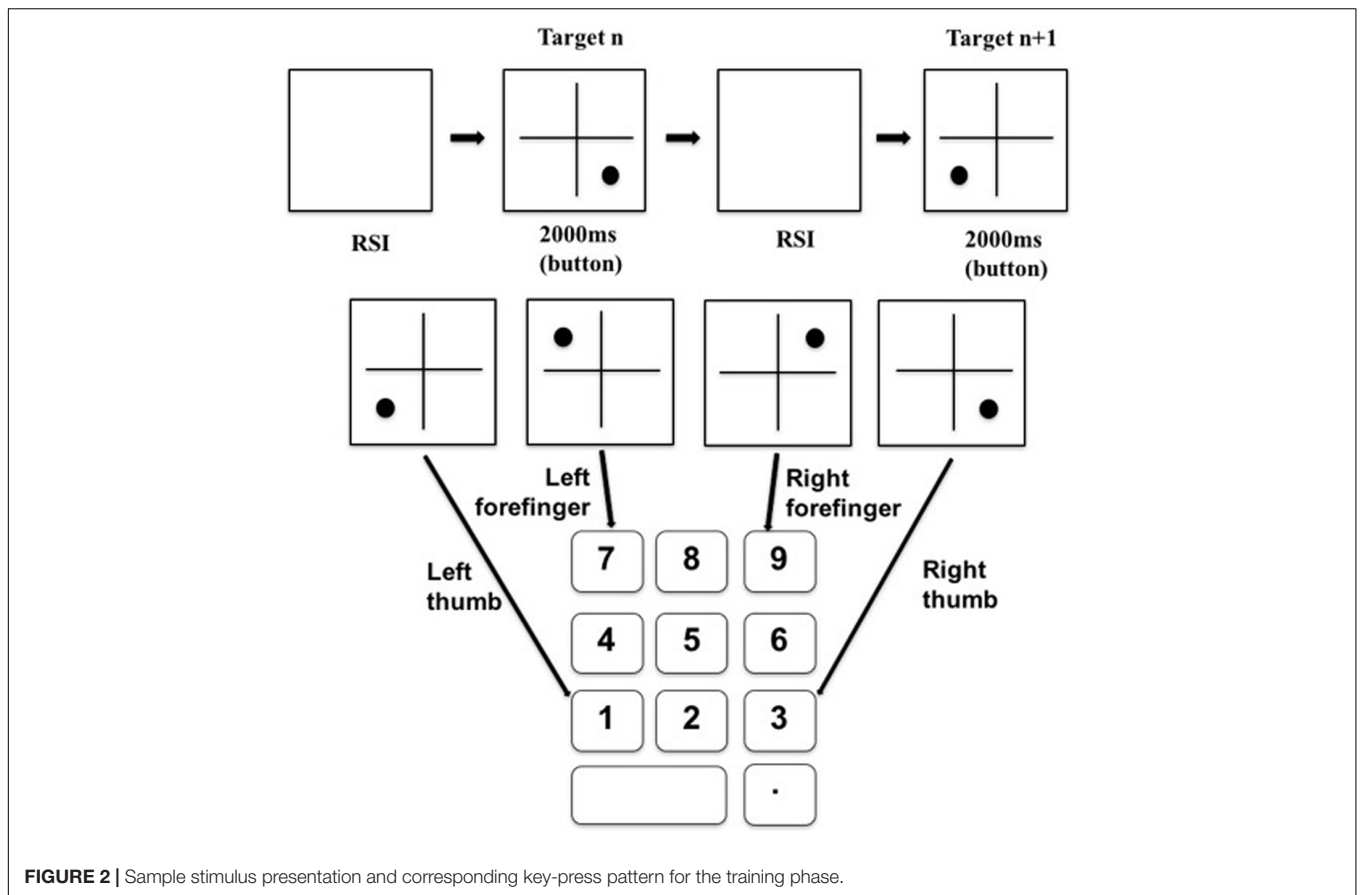 Target n Target n+1
RSI 2000ms RSI 2000ms
(button) (button)
Left Right
forefinger forefinger
7 8 9
Left Right
thumb thumb
4 5 6
1 2 3
.
FIGURE 2 | Sample stimulus presentation and corresponding key-press pattern for the training phase.